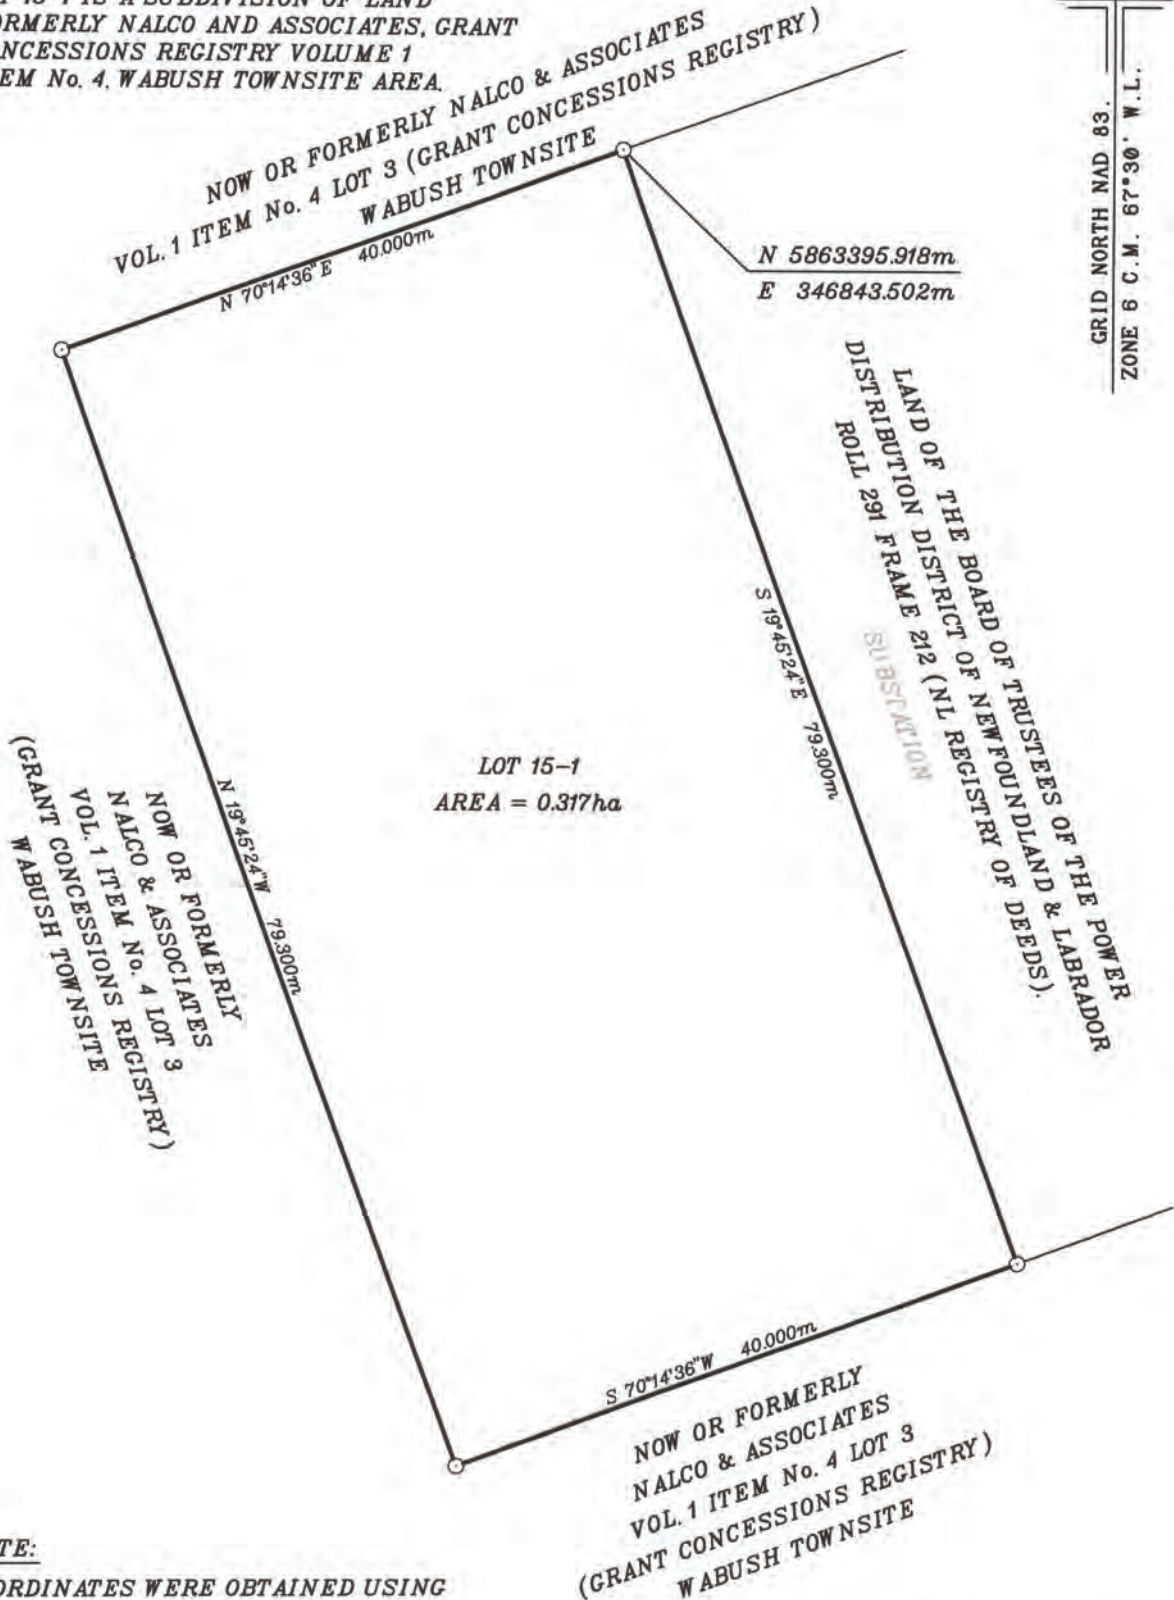 IS A SUBDIVISION OF LAND
FORMERLY NALCO AND ASSOCIATES, GRANT
CONCESSIONS REGISTRY VOLUME 1
ITEM No. 4, WABUSH TOWNSITE AREA.
NOW OR FORMERLY NALCO & ASSOCIATES
VOL. 1 ITEM No. 4 LOT 3 (GRANT CONCESSIONS REGISTRY)
WABUSH TOWNSITE
N 70°14'36"E 40.000m
N 5863395.918m
E 346843.502m
GRID NORTH NAD 83.
ZONE 6 C.M. 67°30' W.L.
LAND OF THE BOARD OF TRUSTEES OF THE POWER
DISTRIBUTION DISTRICT OF NEWFOUNDLAND & LABRADOR
ROLL 291 FRAME 212 (NL REGISTRY OF DEEDS).
SUBSTATION
S 19°45'24"E 79.300m
LOT 15-1
AREA = 0.317ha
N 19°45'24"W 79.300m
NOW OR FORMERLY
NALCO & ASSOCIATES
VOL. 1 ITEM No. 4 LOT 3
(GRANT CONCESSIONS REGISTRY)
WABUSH TOWNSITE
S 70°14'36"W 40.000m
NOW OR FORMERLY
NALCO & ASSOCIATES
VOL. 1 ITEM No. 4 LOT 3
(GRANT CONCESSIONS REGISTRY)
WABUSH TOWNSITE
TE:
ORDINATES WERE OBTAINED USING